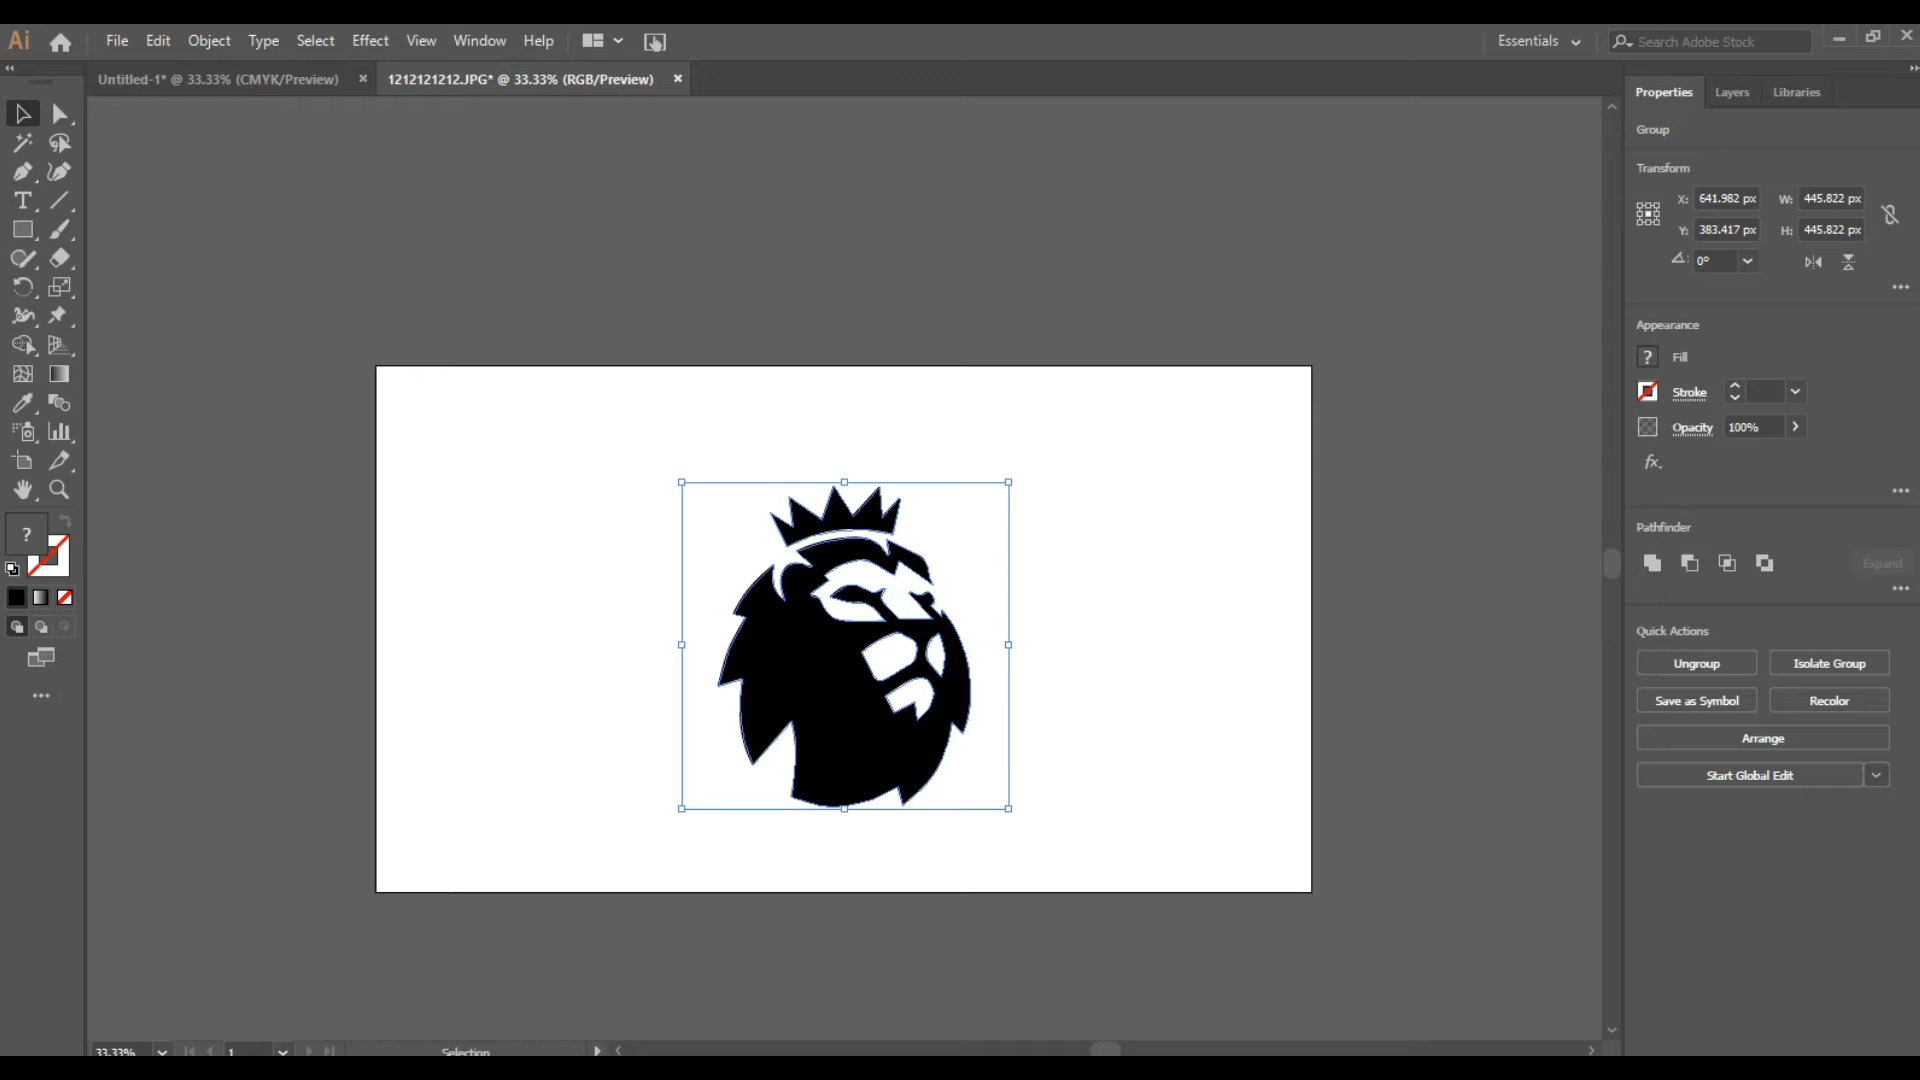 Ai File Edit Object Type Select Effect View Window Help Essentials Search Adobe Stock
Untitled-1* @ 33.33% (CMYK/Preview) × 1212121212.JPG* @ 33.33% (RGB/Preview) ×
Properties Layers Libraries
Group
Transform
X: 641.982 px W: 445.822 px
Y: 383.417 px H: 445.822 px
0°
Appearance
? Fill
Stroke
Opacity 100%
fx.
Pathfinder
Expand
Quick Actions
Ungroup Isolate Group
Save as Symbol Recolor
Arrange
Start Global Edit
T
?
33.33% 1 Selection